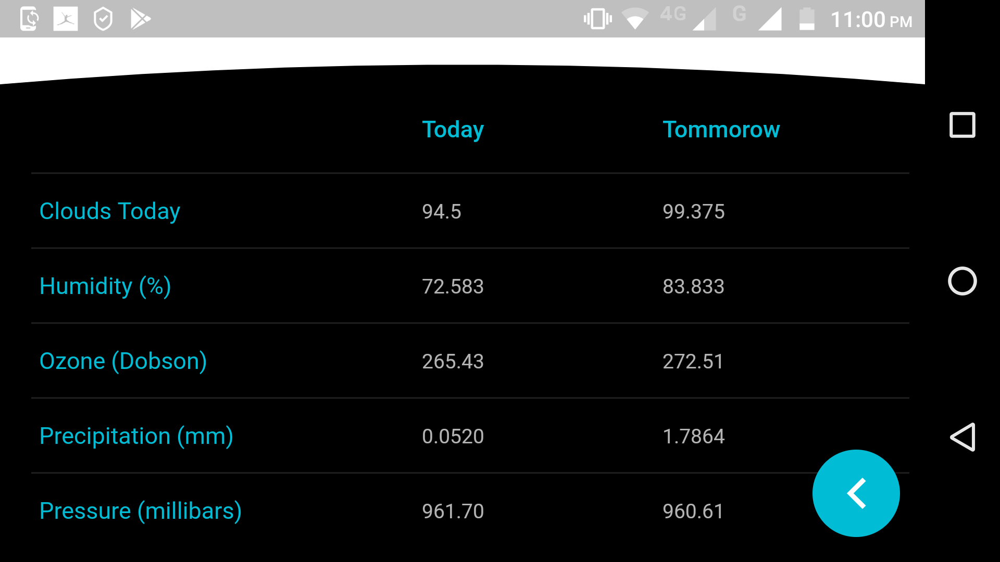 4G G 11:00 PM
Today Tommorow
Clouds Today 94.5 99.375
Humidity (%) 72.583 83.833
Ozone (Dobson) 265.43 272.51
Precipitation (mm) 0.0520 1.7864
Pressure (millibars) 961.70 960.61